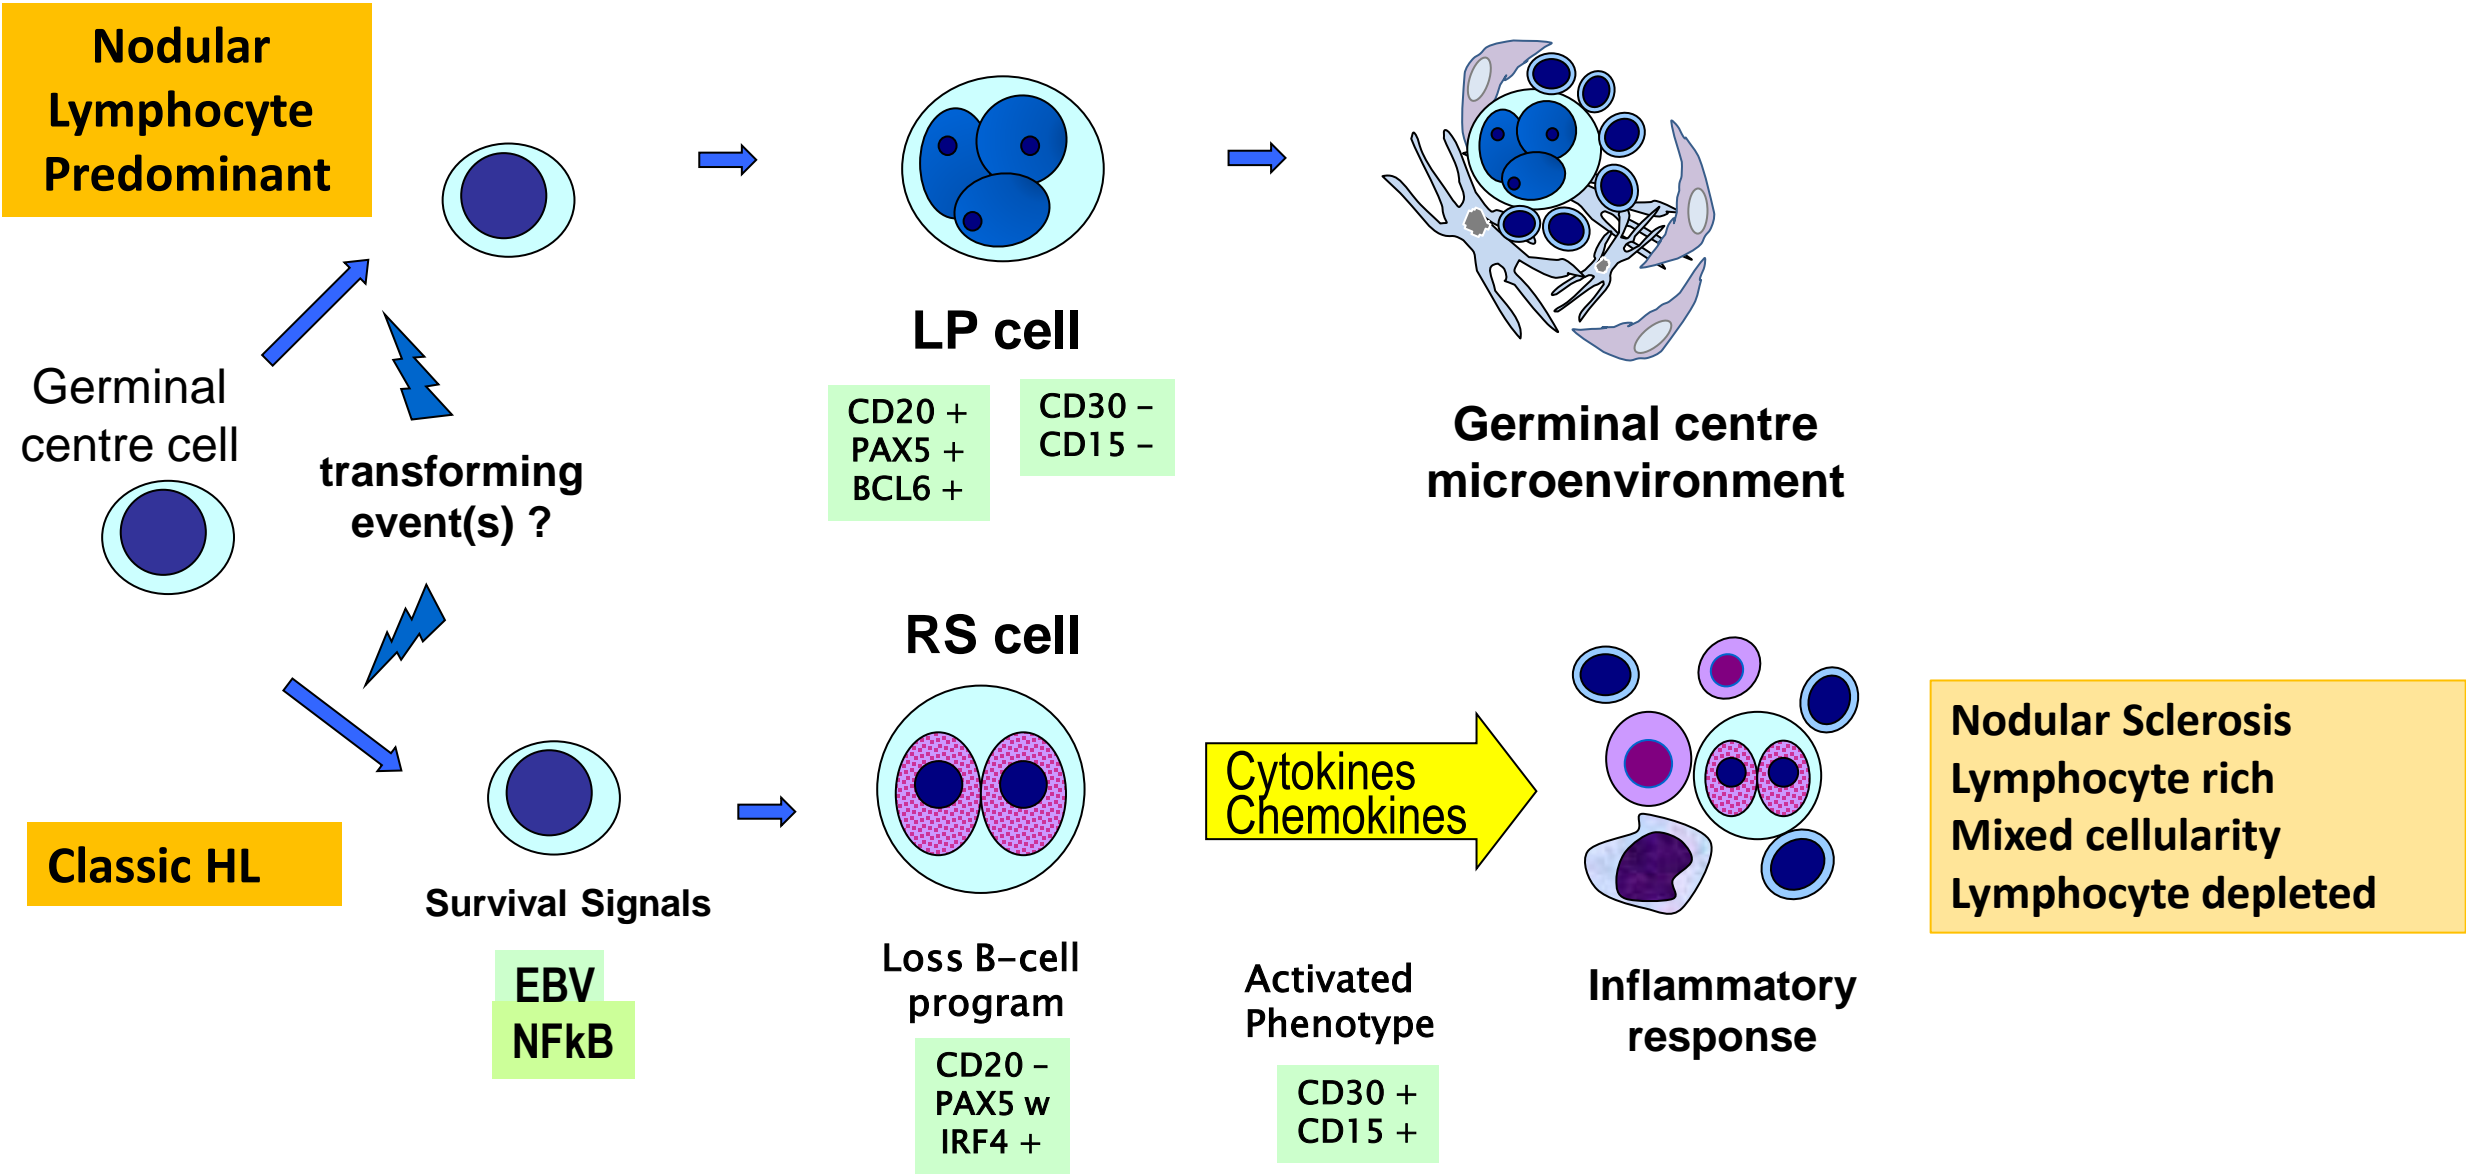 Nodular
Lymphocyte
Predominant
LP cell
CD20 +
PAX5 +
BCL6 +
CD30 –
CD15 –
Germinal centre
microenvironment
Germinal
centre cell
transforming
event(s) ?
RS cell
Classic HL
Survival Signals
EBV
NFkB
Loss B–cell
program
CD20 –
PAX5 w
IRF4 +
Cytokines
Chemokines
Activated
Phenotype
CD30 +
CD15 +
Inflammatory
response
Nodular Sclerosis
Lymphocyte rich
Mixed cellularity
Lymphocyte depleted